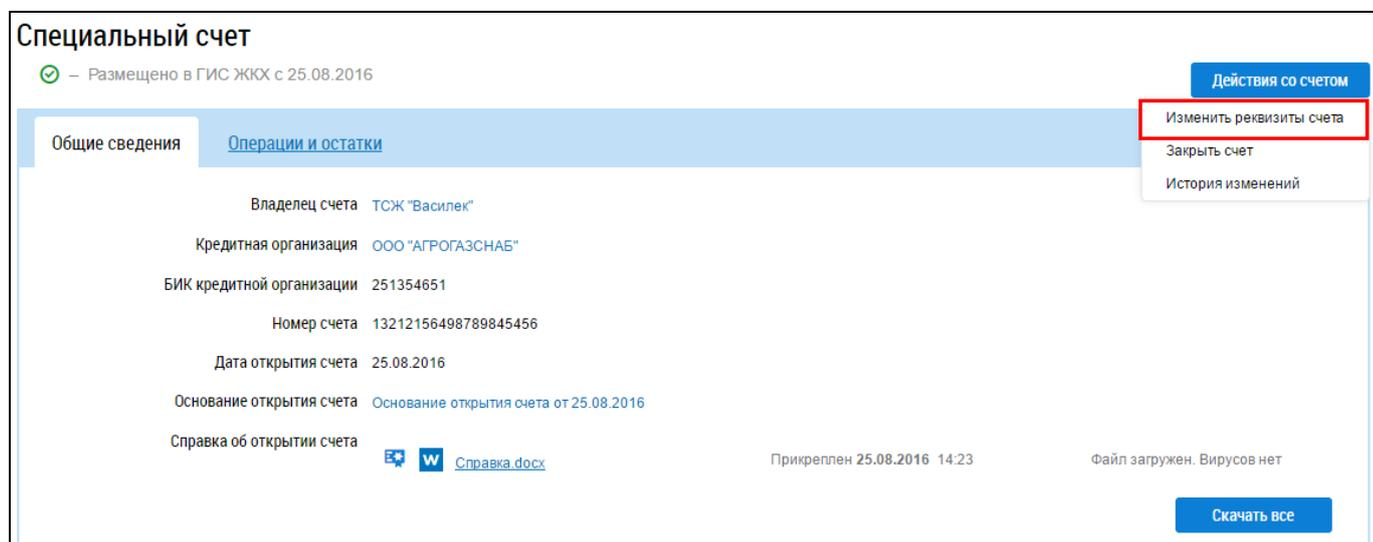 Специальный счет
– Размещено в ГИС ЖКХ с 25.08.2016
Действия со счетом
Изменить реквизиты счета
Закрыть счет
История изменений
Общие сведения Операции и остатки
Владелец счета ТСЖ "Василек"
Кредитная организация ООО "АГРОГАЗСНАБ"
БИК кредитной организации 251354651
Номер счета 13212156498789845456
Дата открытия счета 25.08.2016
Основание открытия счета Основание открытия счета от 25.08.2016
Справка об открытии счета
W Справка.docx Прикреплен 25.08.2016 14:23 Файл загружен. Вирусов нет
Скачать все